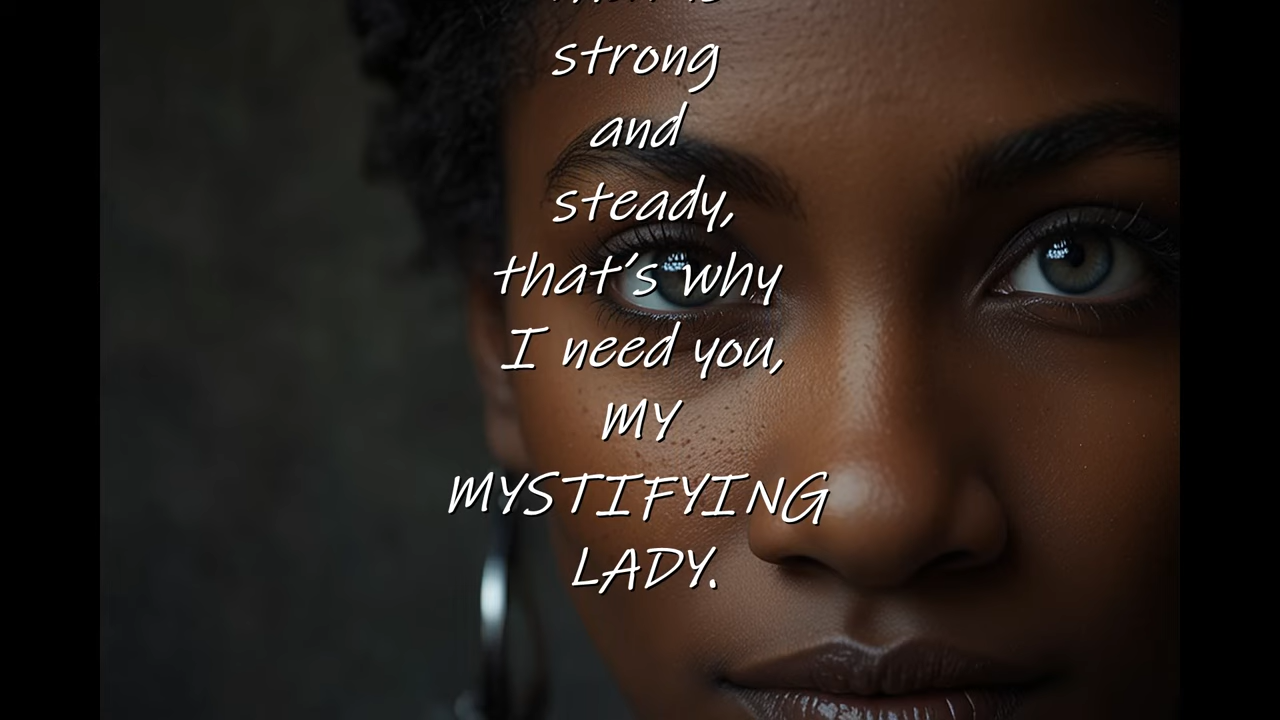 strong
and
steady,
that's why
I need you,
MY
MYSTIFYING
LADY.